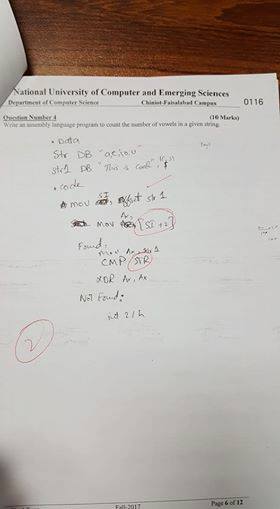 National University of Computer and Emerging Sciences
Department of Computer Science Chiniot-Faisalabad Campus 0116
Question Number 4 (10 Marks)
Write an assembly language program to count the number of vowels in a given string.
. Data
Str DB "a,e,i,o,u"
str1 DB "This is Code", "$"
. code
mov SI, offset str1
mov Ax, [SI+2]
Found:
mov Ax, str1
CMP STR
XOR Ax, Ax
Not Found:
int 21h
2
Fall-2017 Page 6 of 12